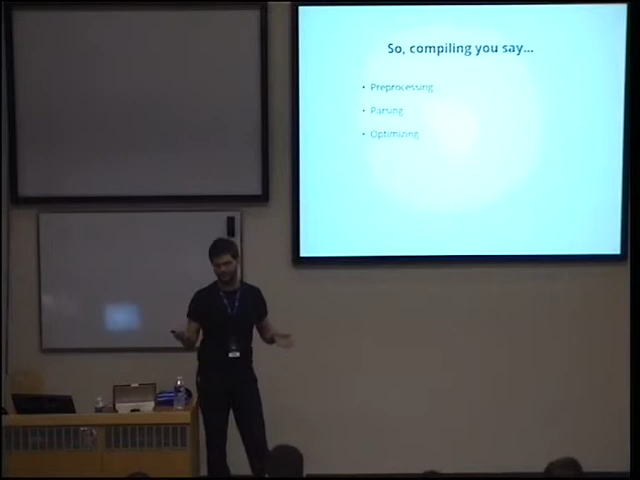 So, compiling you say...
• Preprocessing
• Parsing
• Optimizing